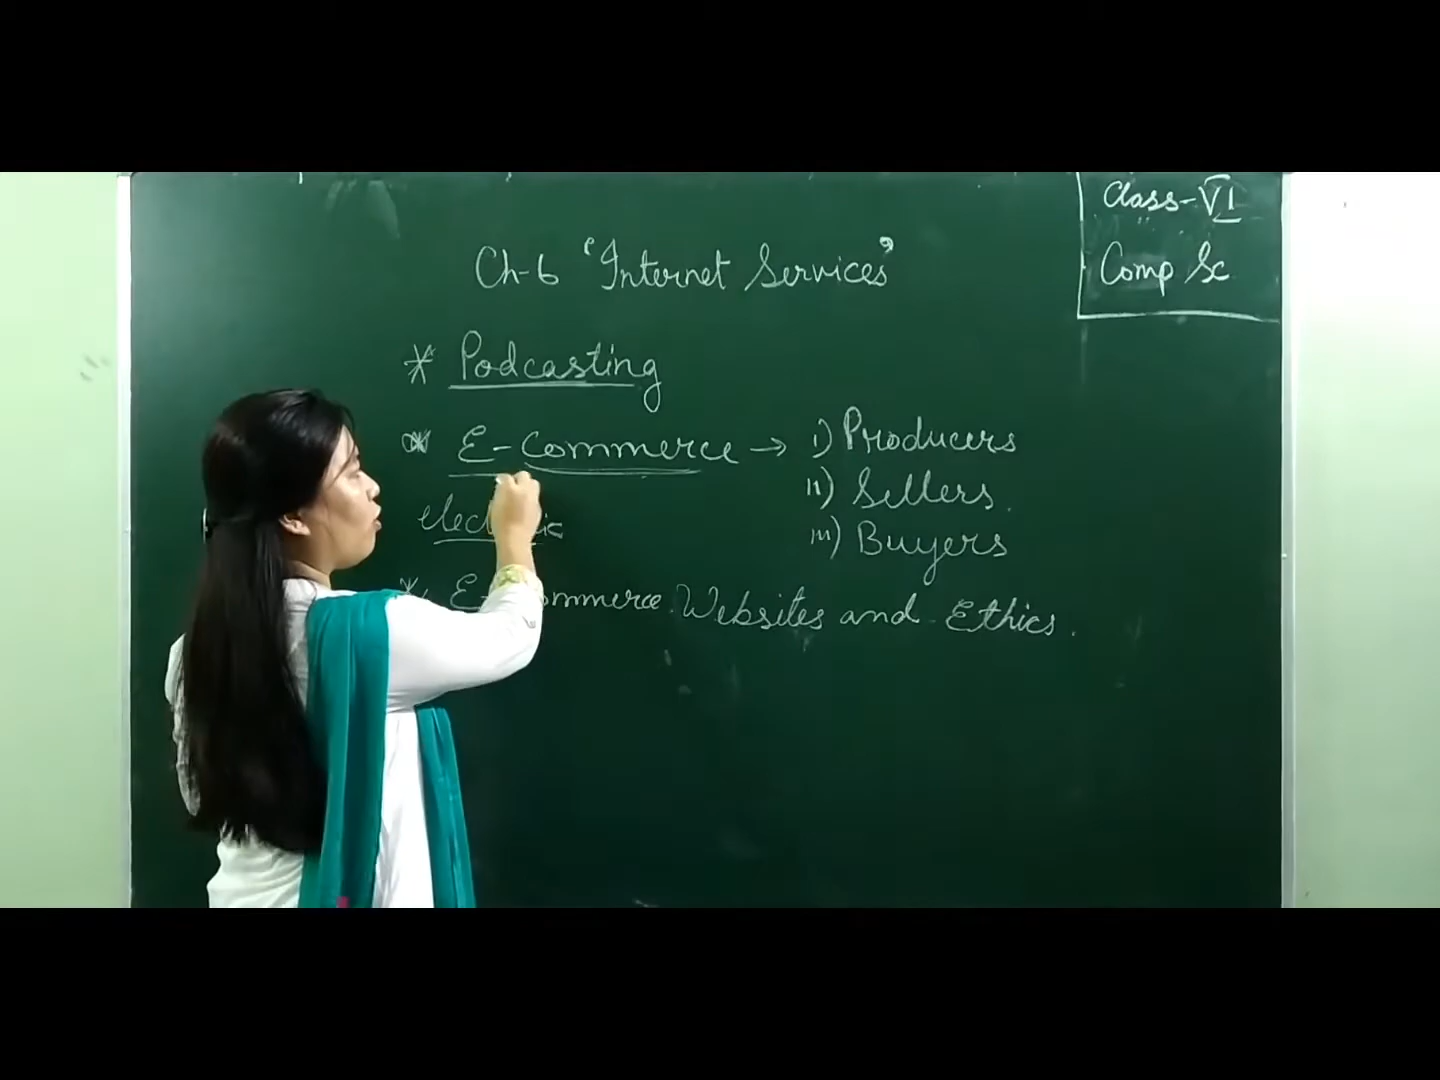 Class-VI
Comp Sc
Ch-6 "Internet Services"
* Podcasting
* E-Commerce → i) Producers
ii) Sellers.
iii) Buyers
* E-Commerce Websites and Ethics.